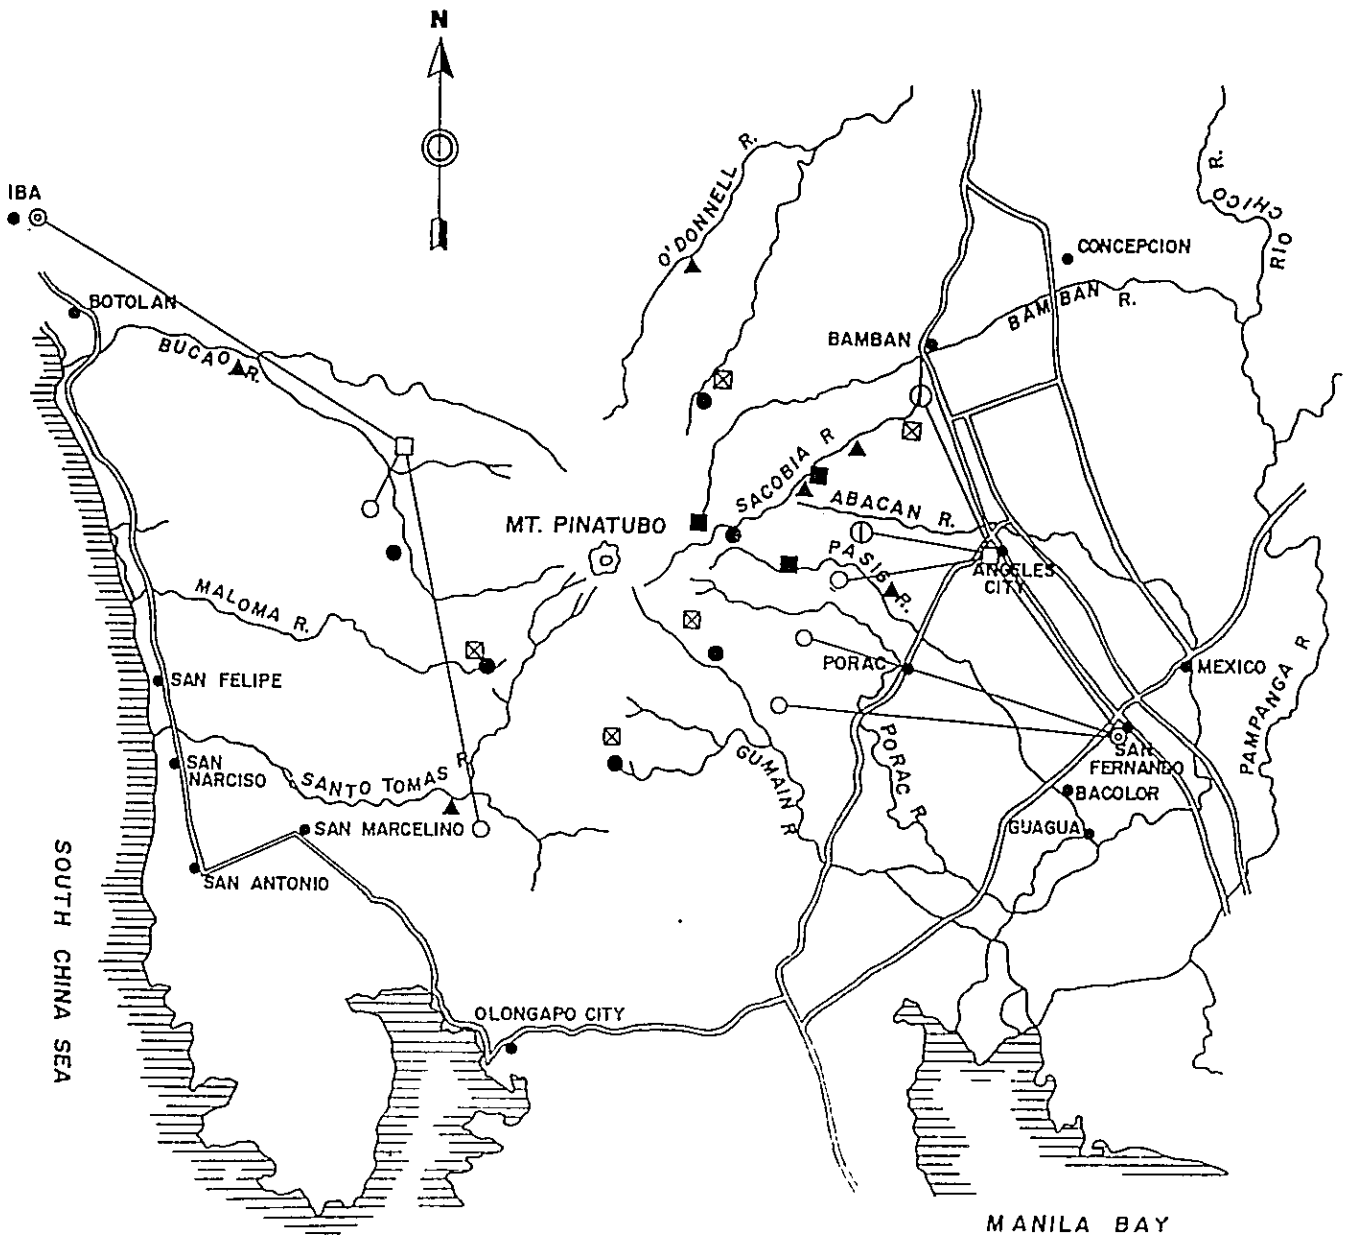 N
IBA
BOTOLAN
BUCAO R.
O'DONNELL R.
RIO CHICO R.
CONCEPCION
BAMBAN R.
BAMBAN
SACOBIA R
ABACAN R.
MT. PINATUBO
PASIG R.
ANGELES
CITY
MALOMA R.
PORAC
MEXICO
SAN FELIPE
PAMPANGA R
SAN
NARCISO
SANTO TOMAS R
GUMAIN R
PORAC R
SAN
FERNANDO
BACOLOR
SAN MARCELINO
GUAGUA
SAN ANTONIO
SOUTH CHINA SEA
OLONGAPO CITY
MANILA BAY